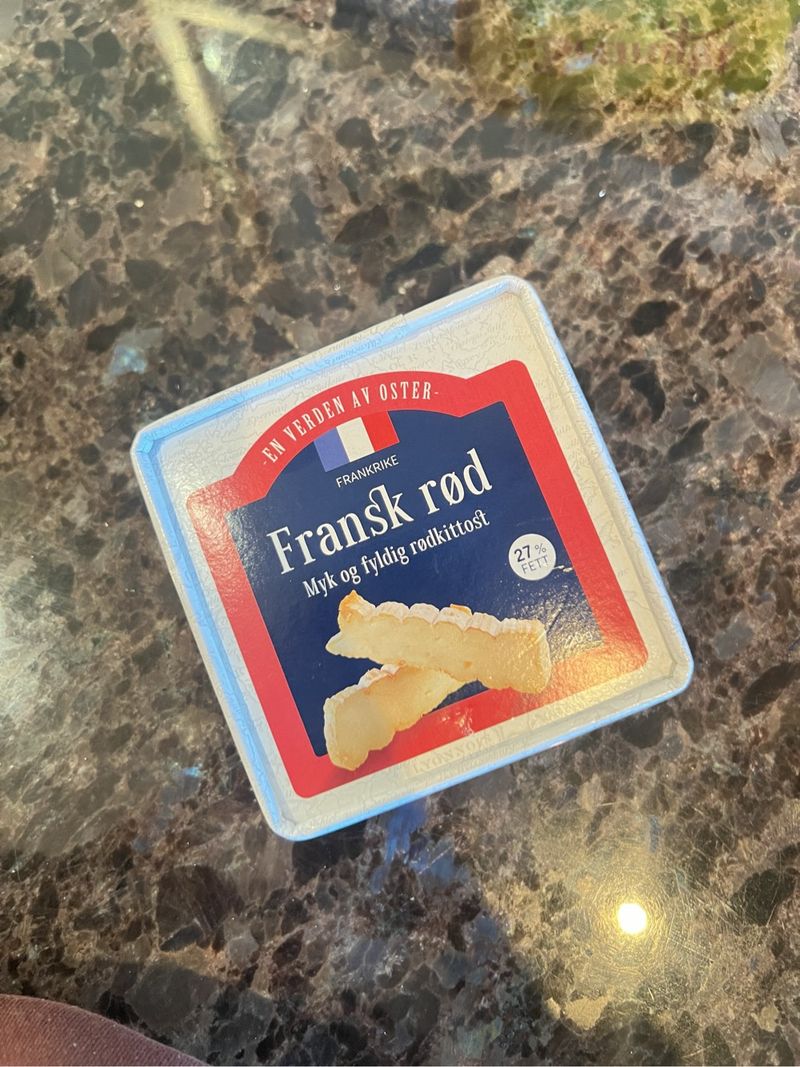 -EN VERDEN AV OSTER-
FRANKRIKE
Fransk rød
Myk og fyldig rødkittost
27%
FETT